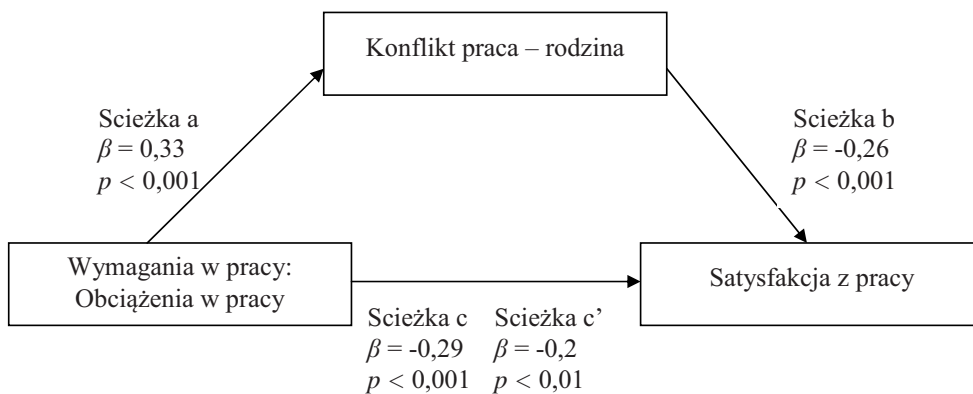 Konflikt praca – rodzina
Scieżka a
β = 0,33
p < 0,001
Scieżka b
β = -0,26
p < 0,001
Wymagania w pracy:
Obciążenia w pracy
Satysfakcja z pracy
Scieżka c
β = -0,29
p < 0,001
Scieżka c’
β = -0,2
p < 0,01